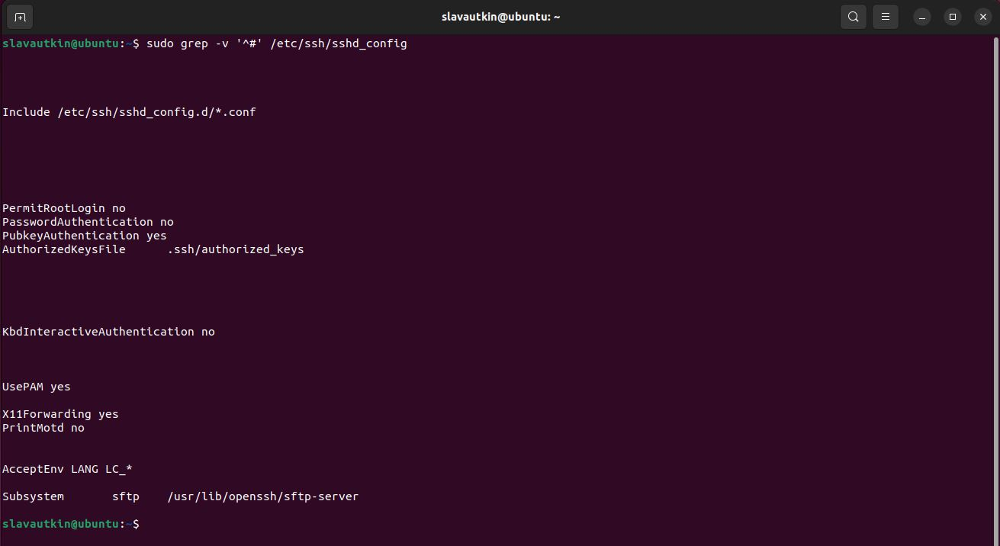 slavautkin@ubuntu: ~
slavautkin@ubuntu:~$ sudo grep -v '^#' /etc/ssh/sshd_config
Include /etc/ssh/sshd_config.d/*.conf
PermitRootLogin no
PasswordAuthentication no
PubkeyAuthentication yes
AuthorizedKeysFile      .ssh/authorized_keys
KbdInteractiveAuthentication no
UsePAM yes
X11Forwarding yes
PrintMotd no
AcceptEnv LANG LC_*
Subsystem       sftp    /usr/lib/openssh/sftp-server
slavautkin@ubuntu:~$